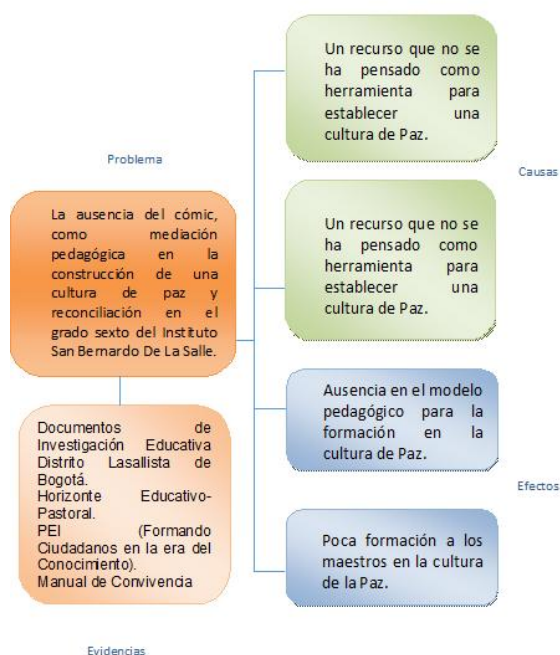 Problema
La ausencia del cómic,
como mediación
pedagógica en la
construcción de una
cultura de paz y
reconciliación en el
grado sexto del Instituto
San Bernardo De La Salle.
Documentos de
Investigación Educativa
Distrito Lasallista de
Bogotá.
Horizonte Educativo-
Pastoral.
PEI (Formando
Ciudadanos en la era del
Conocimiento).
Manual de Convivencia
Evidencias
Un recurso que no se
ha pensado como
herramienta para
establecer una
cultura de Paz.
Causas
Un recurso que no se
ha pensado como
herramienta para
establecer una
cultura de Paz.
Ausencia en el modelo
pedagógico para la
formación en la
cultura de Paz.
Efectos
Poca formación a los
maestros en la cultura
de la Paz.